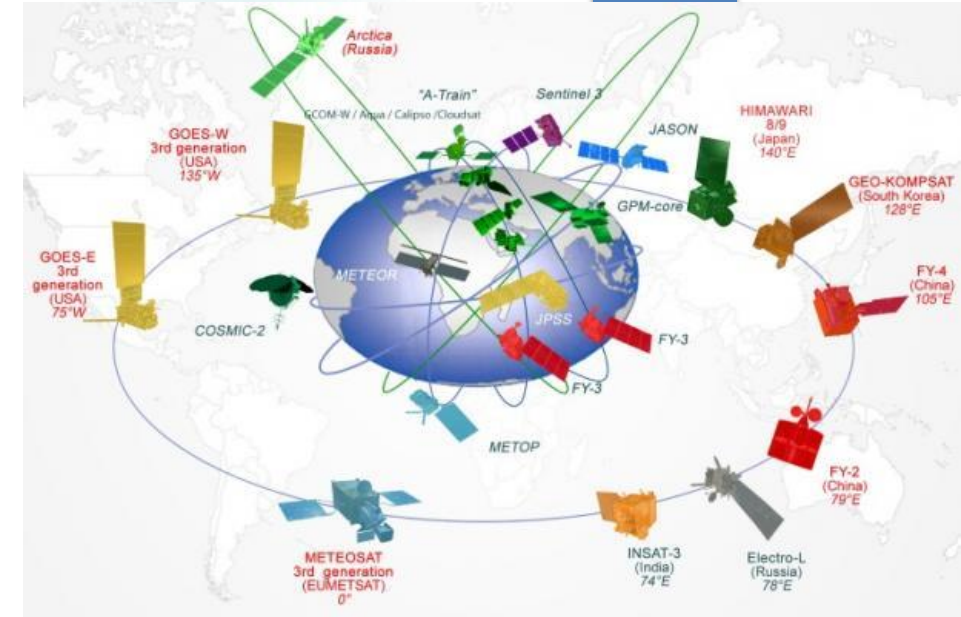 Arctica
(Russia)
"A-Train"
GCOM-W / Aqua / Calipso /Cloudsat
Sentinel 3
JASON
HIMAWARI
8/9
(Japan)
140°E
GOES-W
3rd generation
(USA)
135°W
GEO-KOMPSAT
(South Korea)
128°E
GPM-core
GOES-E
3rd
generation
(USA)
75°W
METEOR
FY-4
(China)
105°E
COSMIC-2
JPSS
FY-3
FY-3
METOP
FY-2
(China)
79°E
METEOSAT
3rd generation
(EUMETSAT)
0°
INSAT-3
(India)
74°E
Electro-L
(Russia)
78°E